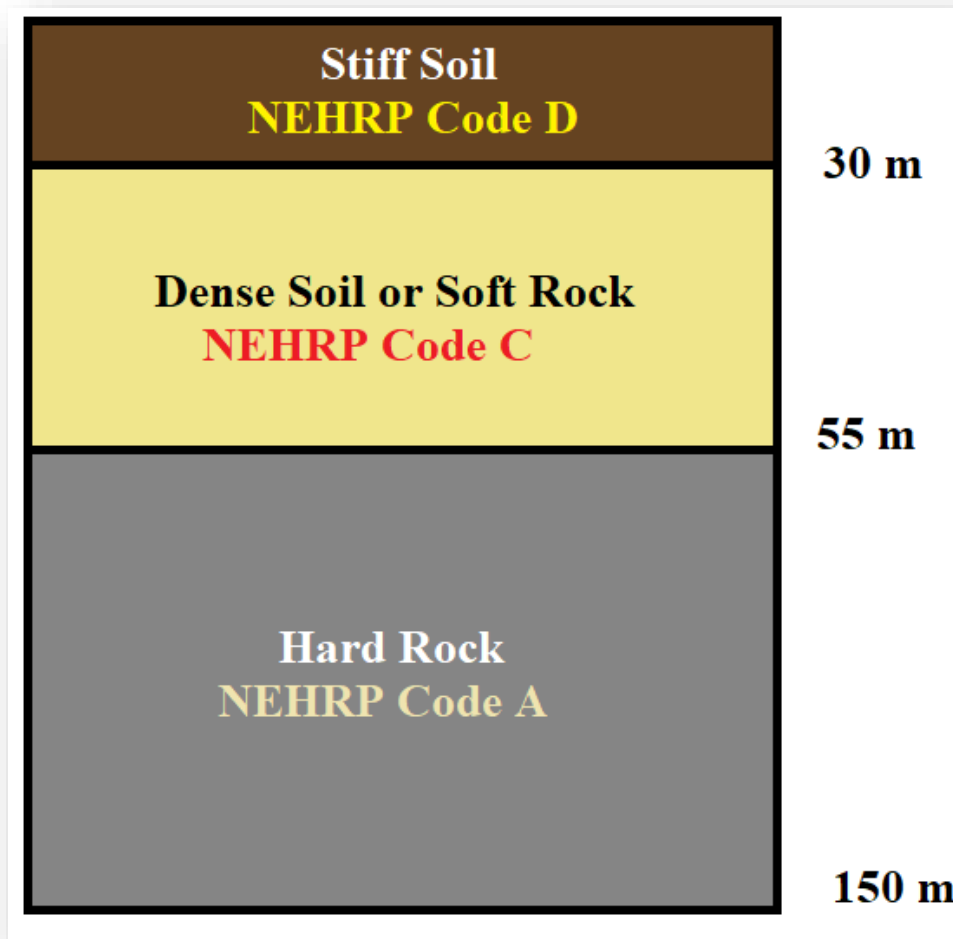 Stiff Soil
NEHRP Code D
30 m
Dense Soil or Soft Rock
NEHRP Code C
55 m
Hard Rock
NEHRP Code A
150 m